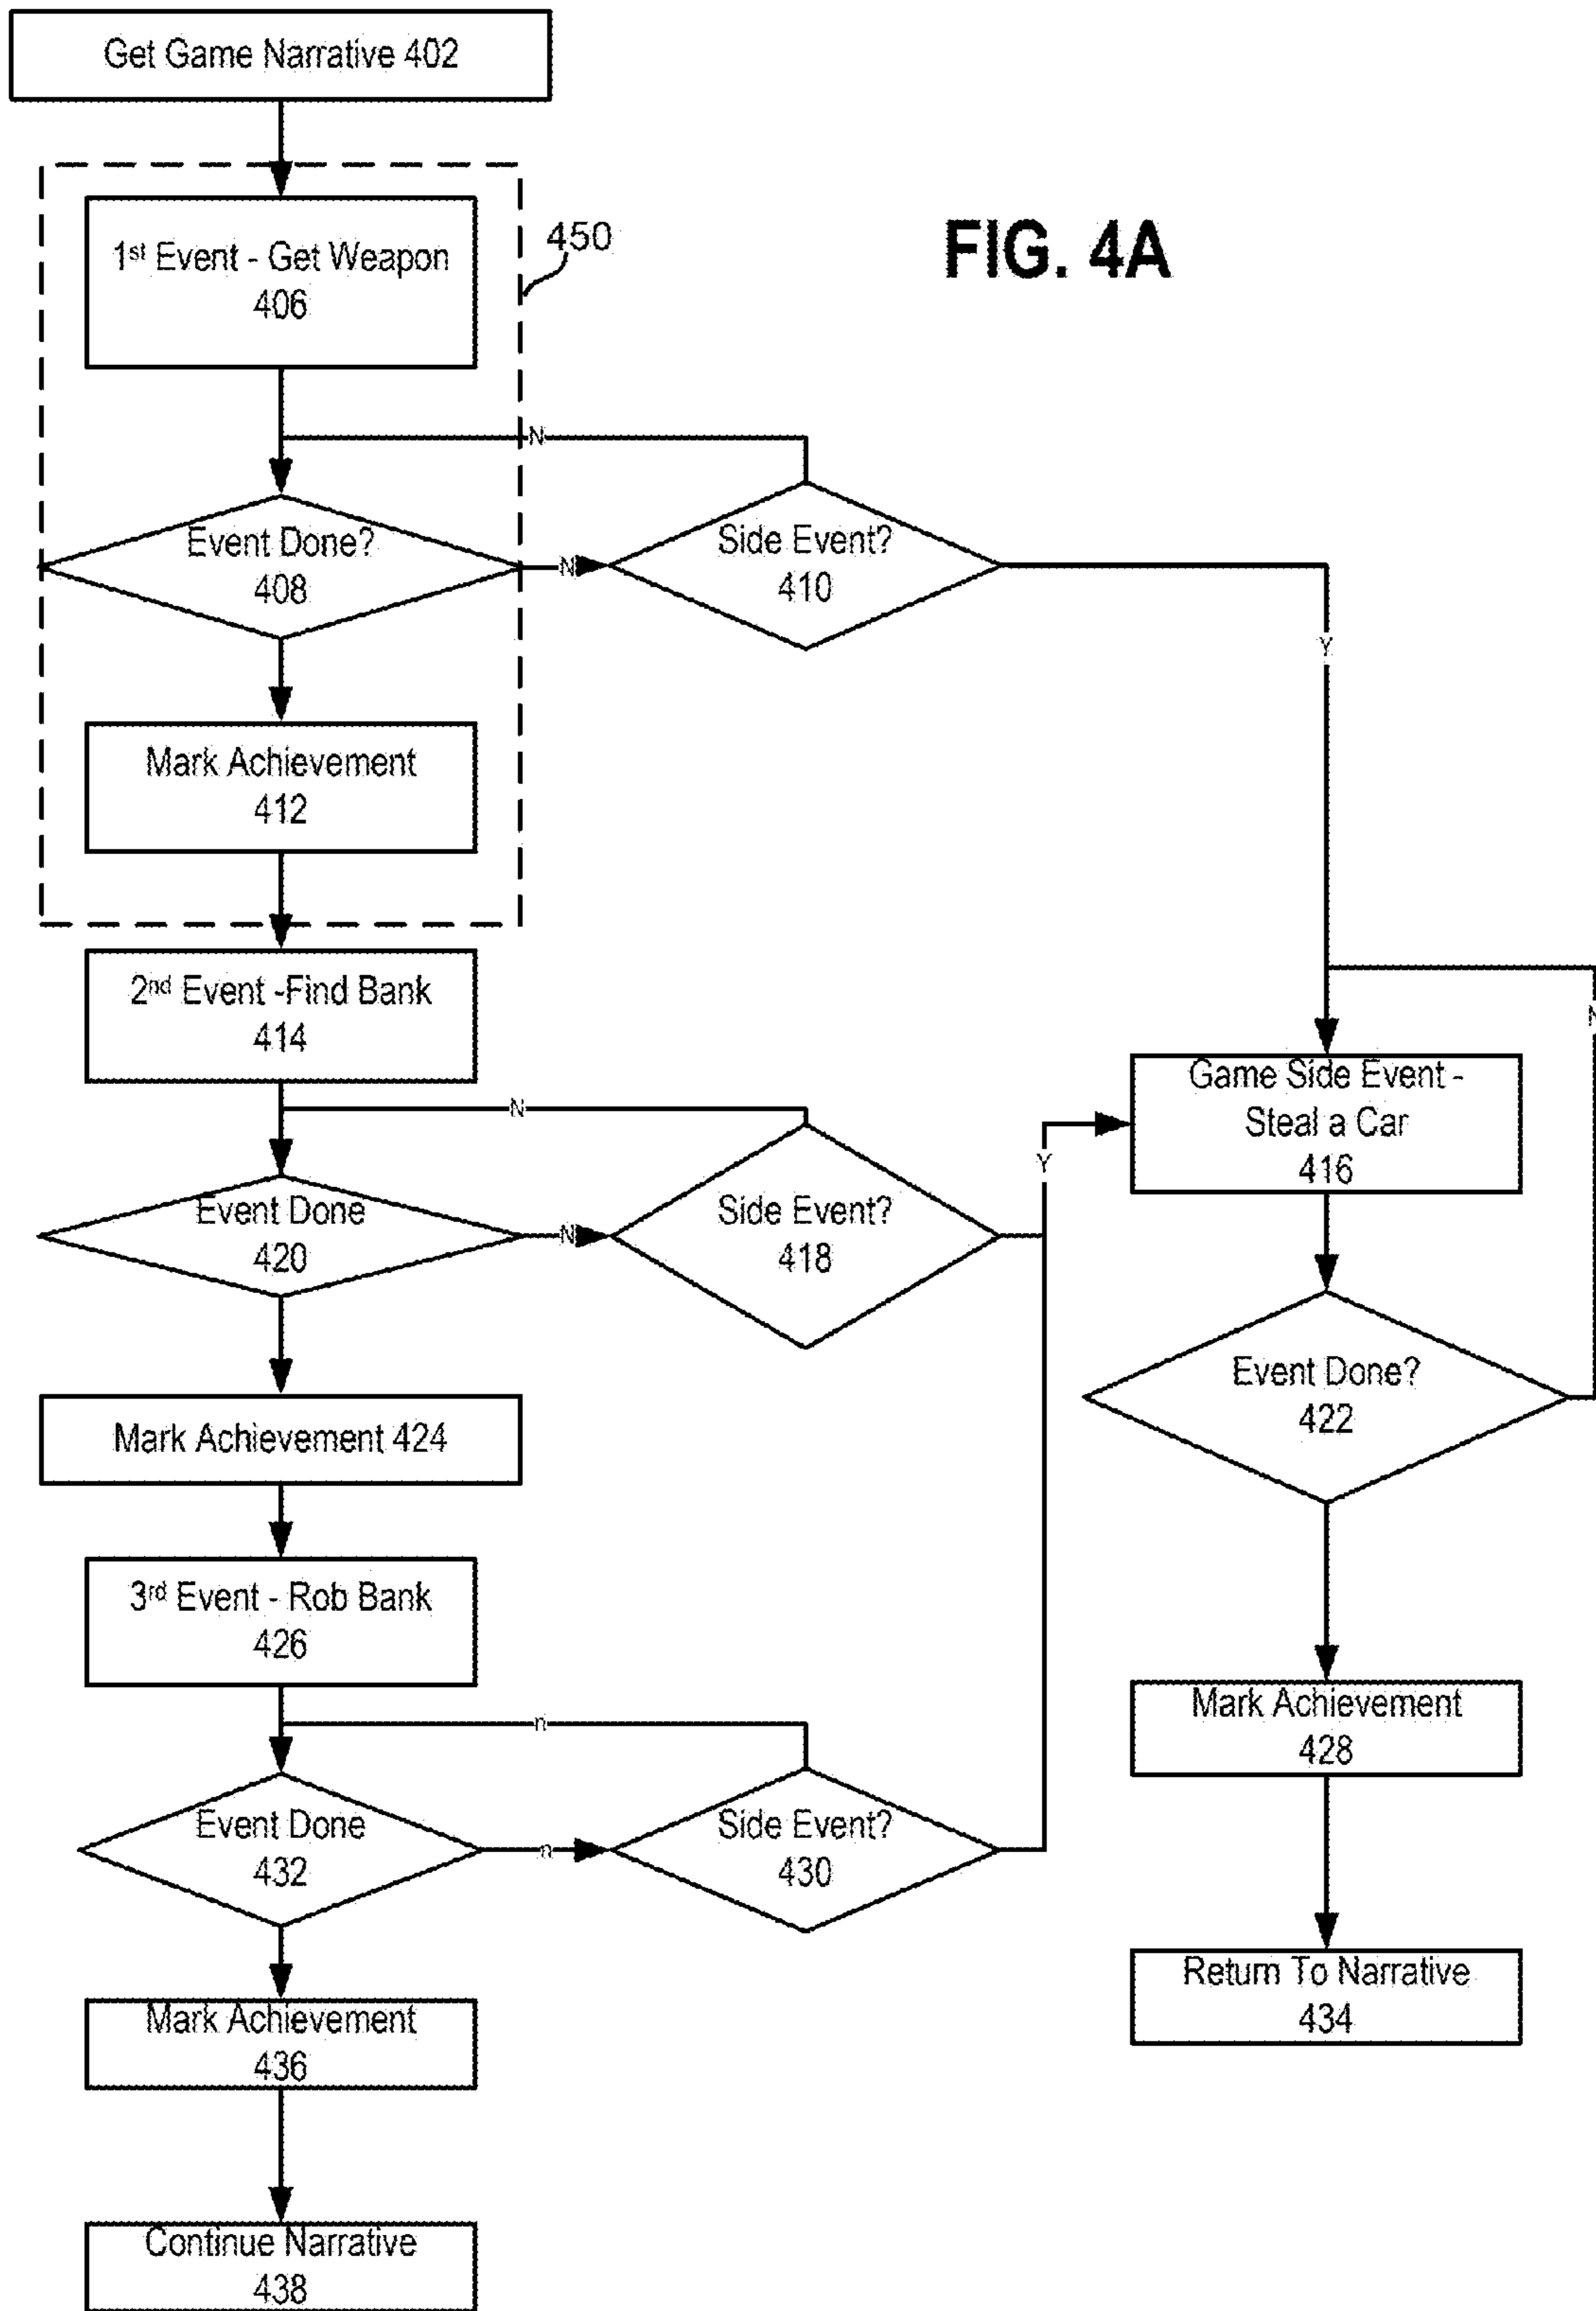 Get Game Narrative 402
FIG. 4A
1st Event - Get Weapon
406
450
N
Event Done?
408
N
Side Event?
410
Y
Mark Achievement
412
2nd Event -Find Bank
414
N
Game Side Event -
Steal a Car
416
N
Event Done
420
N
Side Event?
418
Y
Event Done?
422
Mark Achievement 424
3rd Event - Rob Bank
426
n
Mark Achievement
428
Event Done
432
n
Side Event?
430
Return To Narrative
434
Mark Achievement
436
Continue Narrative
438